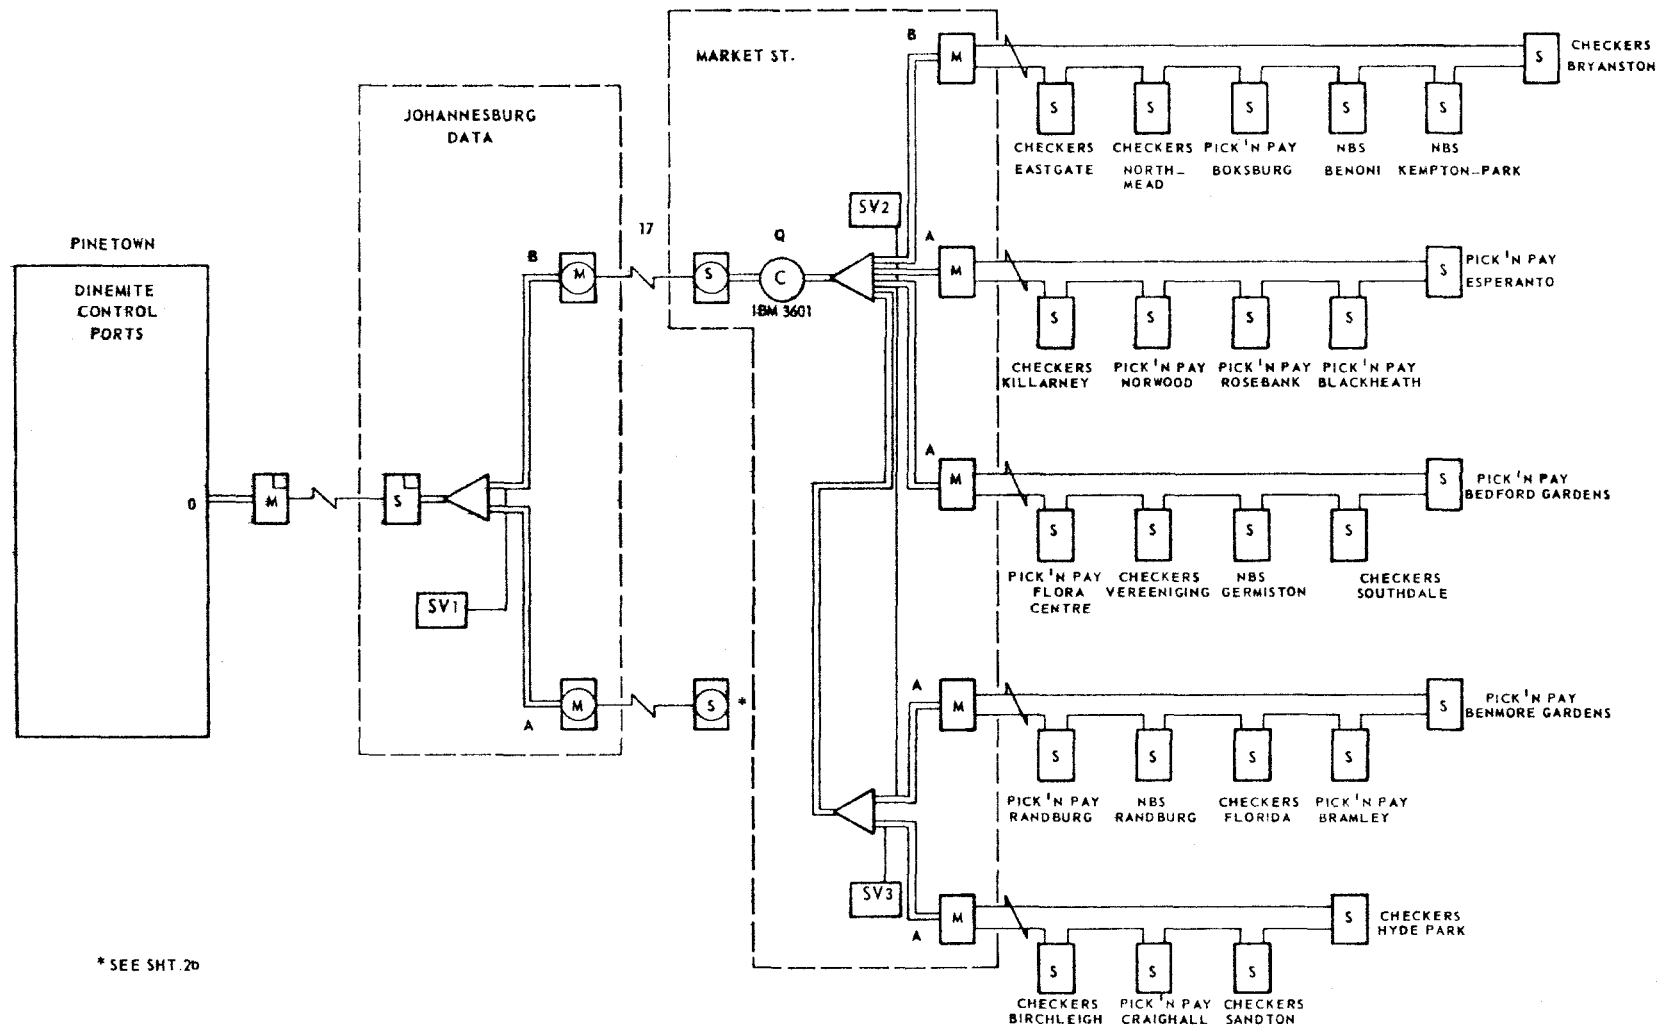 PINETOWN
DINEMITE
CONTROL
PORTS
0
M
JOHANNESBURG
DATA
S
SV1
B
M
A
M
17
S
S
*
MARKET ST.
Q
C
IBM 3601
SV2
SV3
B
M
S
CHECKERS
BRYANSTON
S
S
S
S
S
CHECKERS
EASTGATE
CHECKERS
NORTH-
MEAD
PICK'N PAY
BOKSBURG
NBS
BENONI
NBS
KEMPTON-PARK
A
M
S
PICK'N PAY
ESPERANTO
S
S
S
S
CHECKERS
KILLARNEY
PICK'N PAY
NORWOOD
PICK'N PAY
ROSEBANK
PICK'N PAY
BLACKHEATH
A
M
S
PICK'N PAY
BEDFORD GARDENS
S
S
S
S
PICK'N PAY
FLORA
CENTRE
CHECKERS
VEREENIGING
NBS
GERMISTON
CHECKERS
SOUTHDALE
A
M
S
PICK'N PAY
BENMORE GARDENS
S
S
S
S
PICK'N PAY
RANDBURG
NBS
RANDBURG
CHECKERS
FLORIDA
PICK'N PAY
BRAMLEY
M
A
S
CHECKERS
HYDE PARK
S
S
S
CHECKERS
BIRCHLEIGH
PICK'N PAY
CRAIGHALL
CHECKERS
SANDTON
* SEE SHT.2b